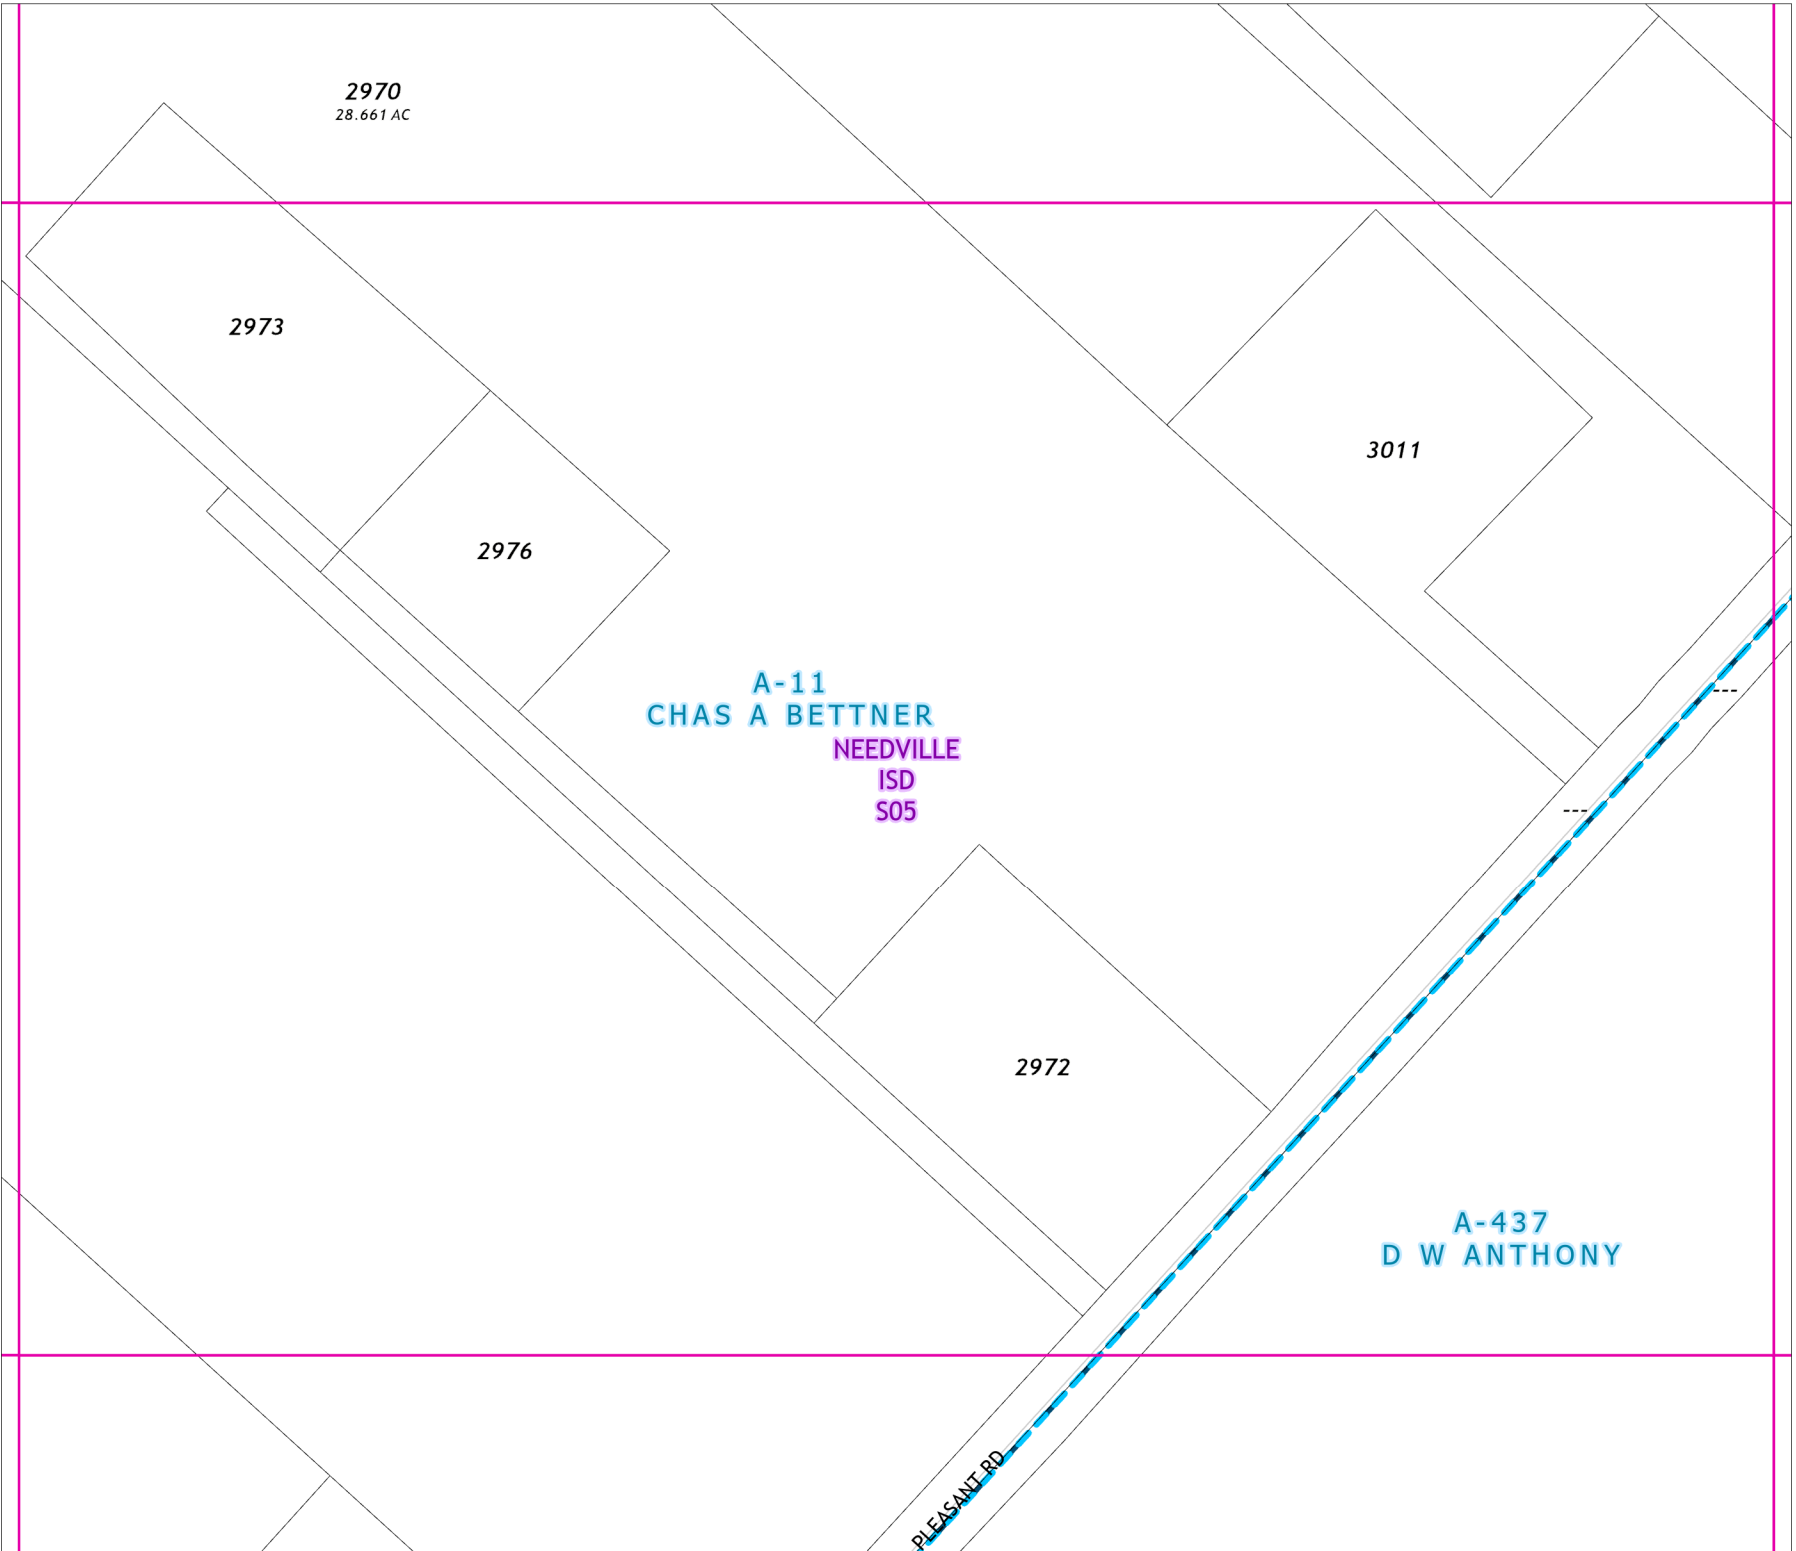 2970
28.661 AC
2973
3011
2976
A-11
CHAS A BETTNER
NEEDVILLE
ISD
S05
---
---
2972
A-437
D W ANTHONY
PLEASANT RD